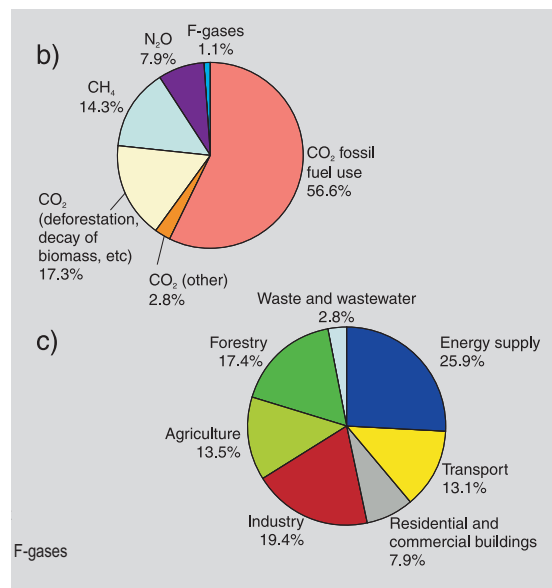 b)
N₂O
7.9%
F-gases
1.1%
CH₄
14.3%
CO₂ fossil
fuel use
56.6%
CO₂
(deforestation,
decay of
biomass, etc)
17.3%
CO₂ (other)
2.8%
c)
Waste and wastewater
2.8%
Forestry
17.4%
Energy supply
25.9%
Agriculture
13.5%
Transport
13.1%
Industry
19.4%
Residential and
commercial buildings
7.9%
F-gases